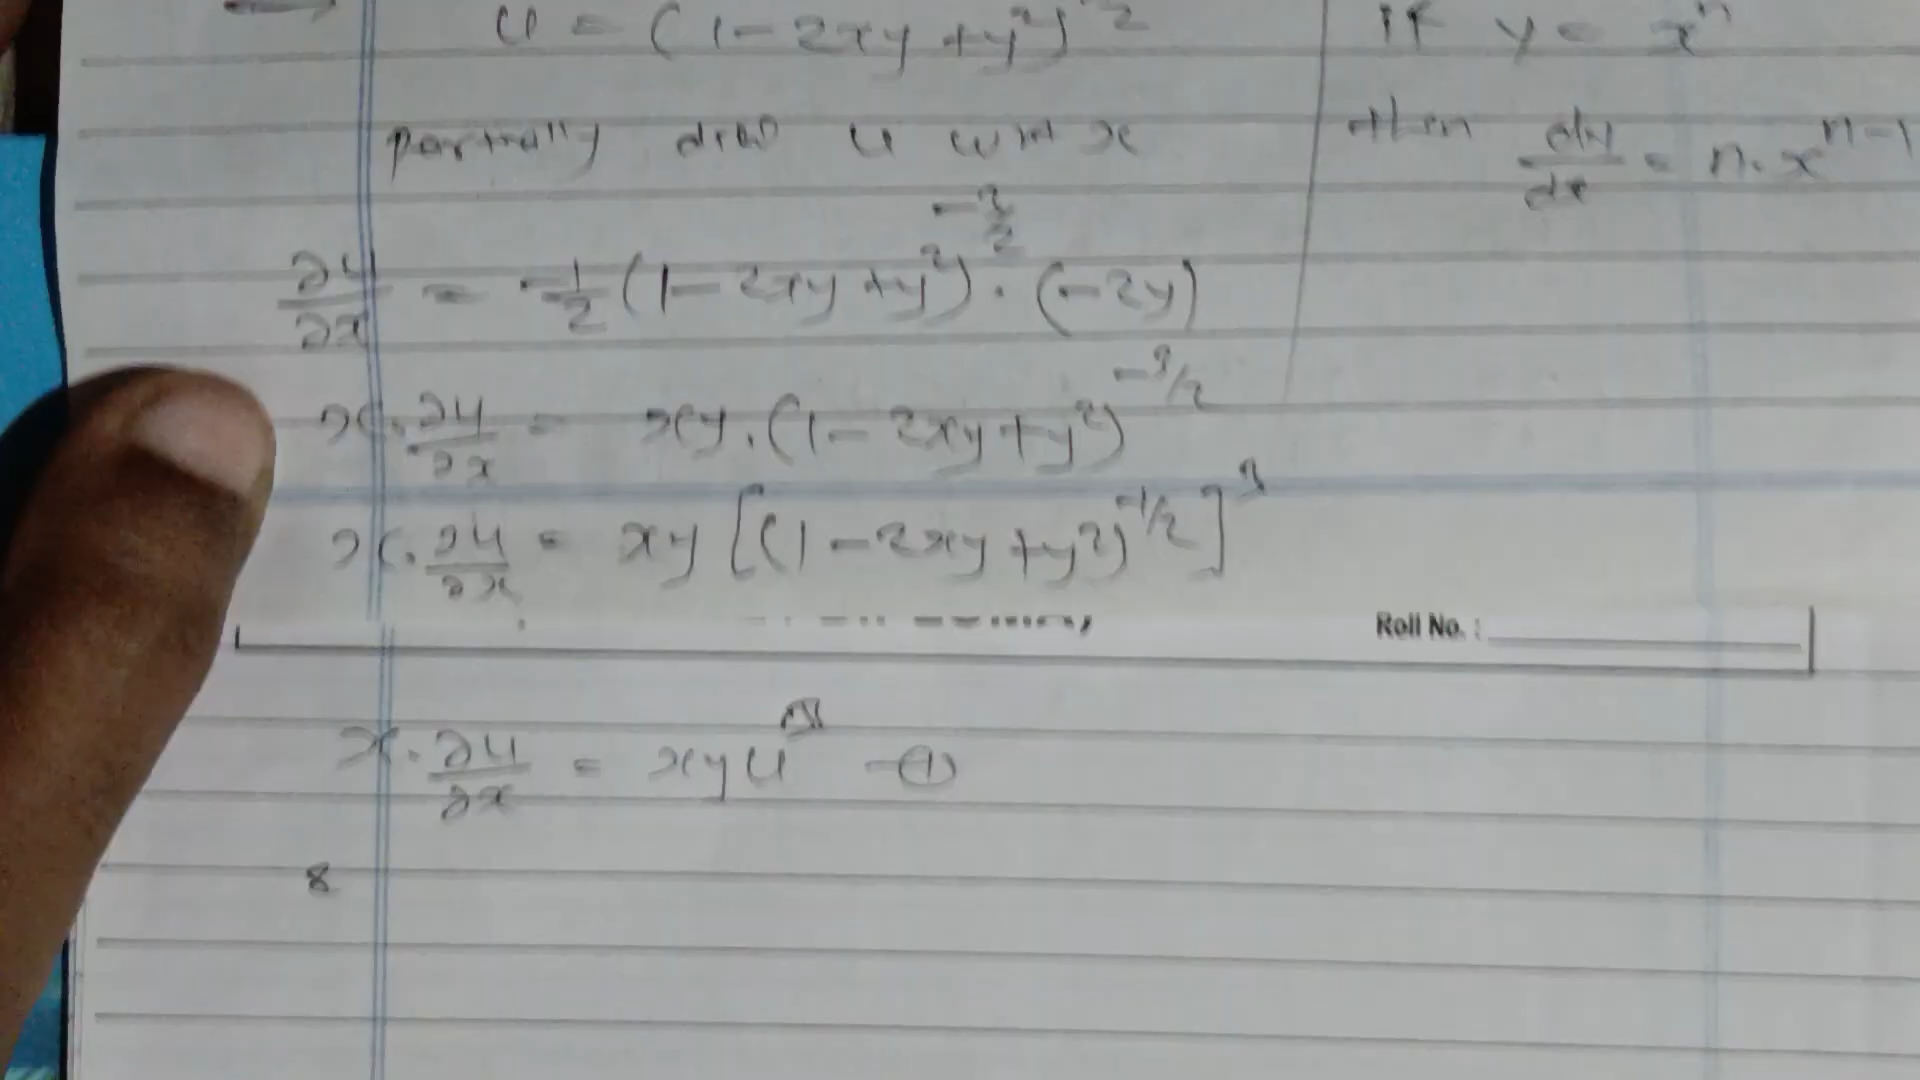 u = (1-2xy+y²)^-1/2
If y = xⁿ
partially diff u wrt x
then dy/dx = n.x^n-1
∂u/∂x = -1/2 (1-2xy+y²)^-3/2 . (-2y)
x.∂u/∂x = xy.(1-2xy+y²)^-3/2
x.∂u/∂x = xy [(1-2xy+y²)^-1/2]³
Roll No. :
x.∂u/∂x = xyu³ -①
8